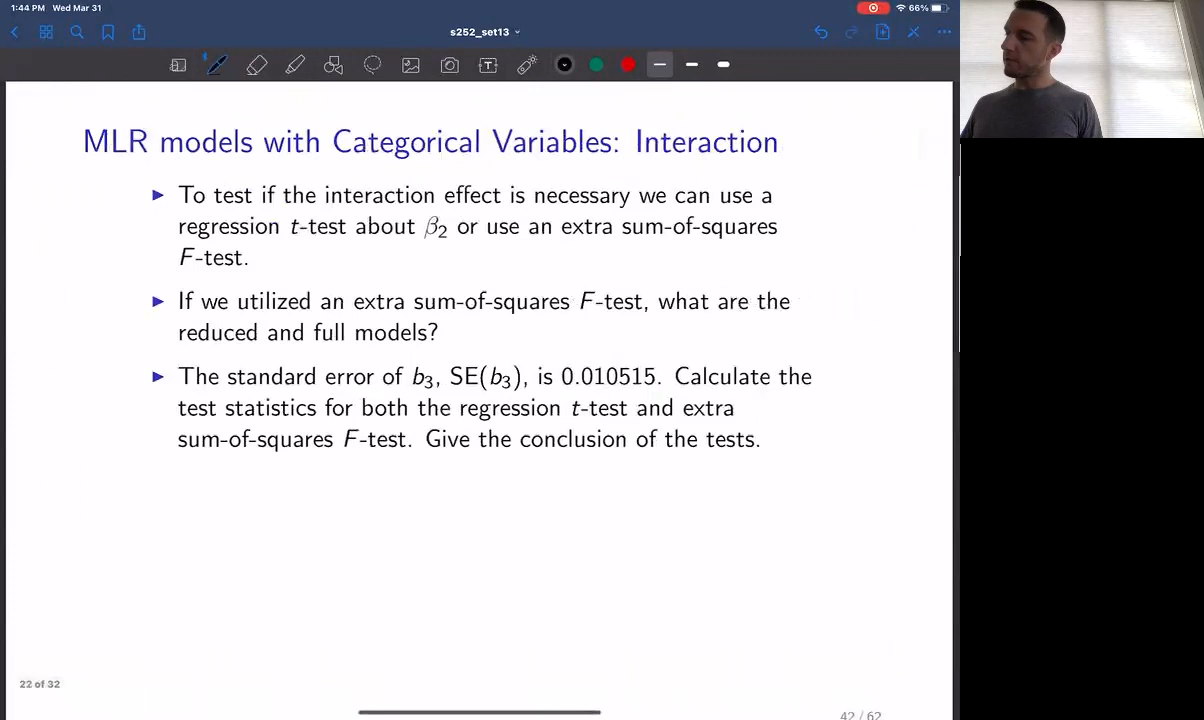 1:44 PM Wed Mar 31
66%
s252_set13
T
MLR models with Categorical Variables: Interaction
▶ To test if the interaction effect is necessary we can use a
regression t-test about β₂ or use an extra sum-of-squares
F-test.
▶ If we utilized an extra sum-of-squares F-test, what are the
reduced and full models?
▶ The standard error of b₃, SE(b₃), is 0.010515. Calculate the
test statistics for both the regression t-test and extra
sum-of-squares F-test. Give the conclusion of the tests.
22 of 32
42 / 62